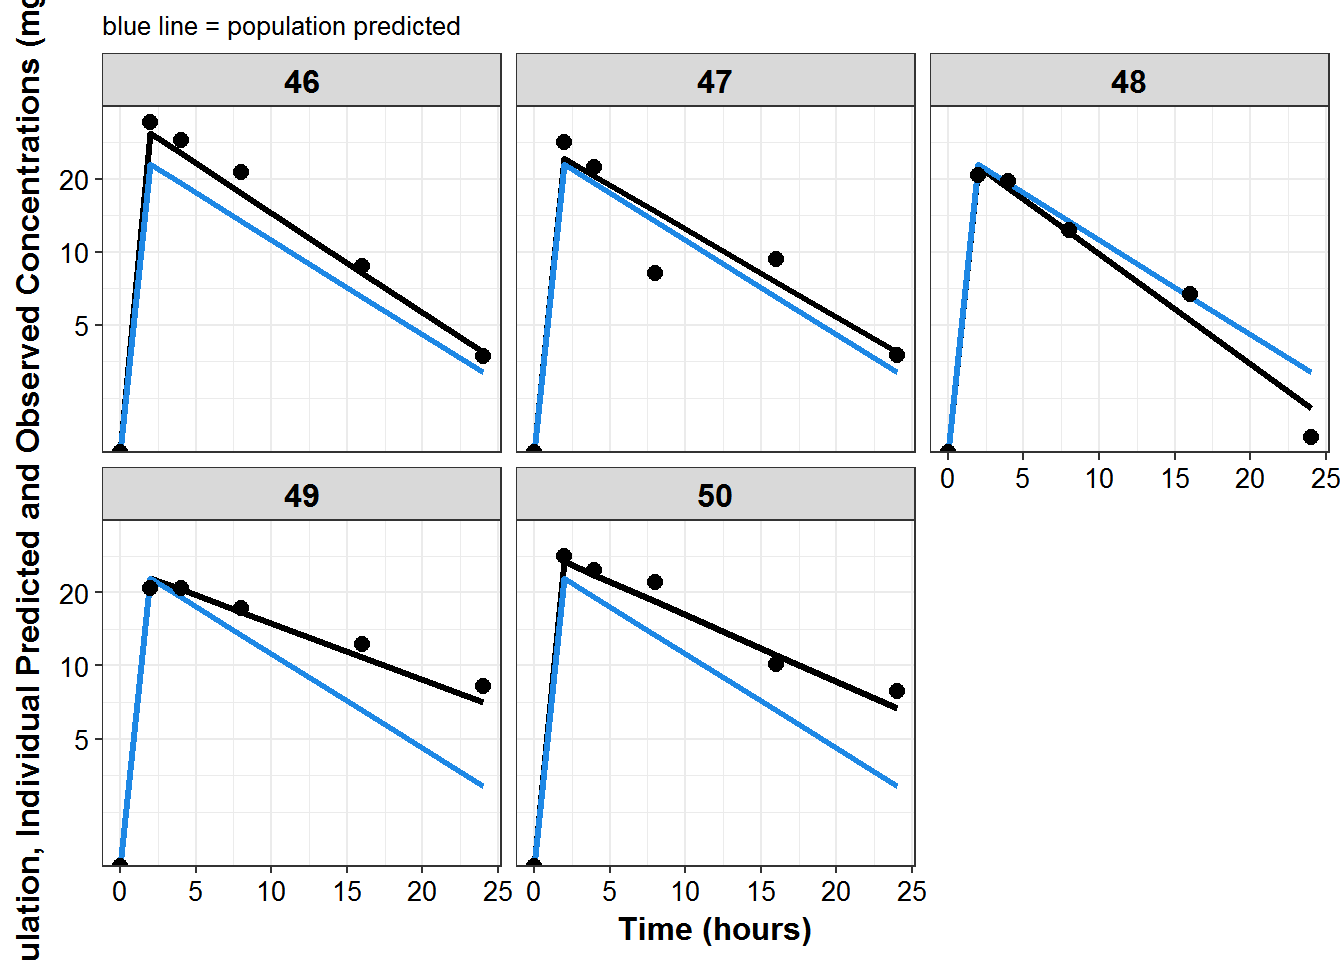 blue line = population predicted
ulation, Individual Predicted and Observed Concentrations (mg
46
47
48
20
10
5
0 5 10 15 20 25
49
50
20
10
5
0 5 10 15 20 25
0 5 10 15 20 25
Time (hours)